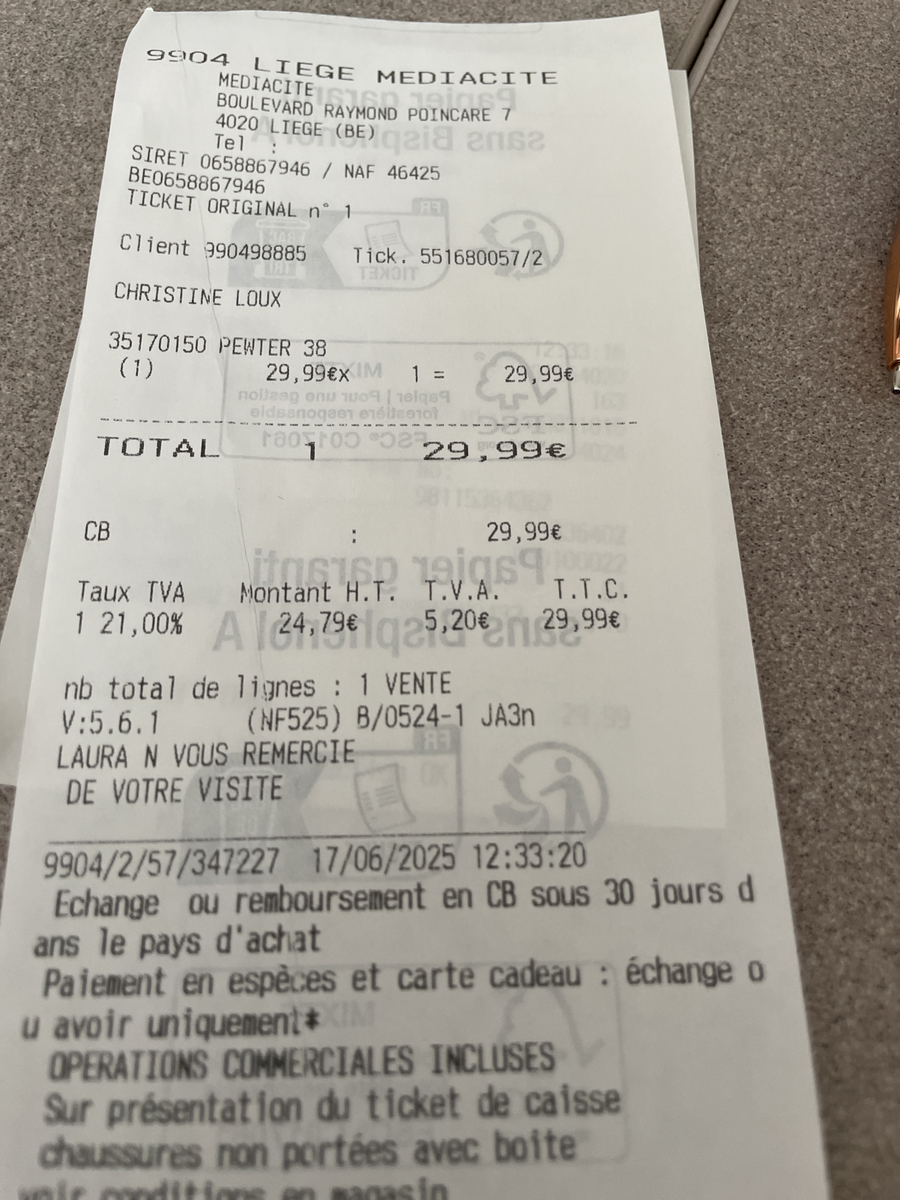 9904 LIEGE MEDIACITE
MEDIACITE
BOULEVARD RAYMOND POINCARE 7
4020 LIEGE (BE)
Tel :
SIRET 0658867946 / NAF 46425
BE0658867946
TICKET ORIGINAL n° 1
Client 990498885 Tick. 551680057/2
CHRISTINE LOUX
35170150 PEWTER 38
(1) 29,99€x 1 = 29,99€
TOTAL 1 29,99€
CB : 29,99€
Taux TVA Montant H.T. T.V.A. T.T.C.
1 21,00% 24,79€ 5,20€ 29,99€
nb total de lignes : 1 VENTE
V:5.6.1 (NF525) B/0524-1 JA3n
LAURA N VOUS REMERCIE
DE VOTRE VISITE
9904/2/57/347227 17/06/2025 12:33:20
Echange ou remboursement en CB sous 30 jours d
ans le pays d'achat
Paiement en espèces et carte cadeau : échange o
u avoir uniquement*
OPERATIONS COMMERCIALES INCLUSES
Sur présentation du ticket de caisse
chaussures non portées avec boite
voir conditions en magasin